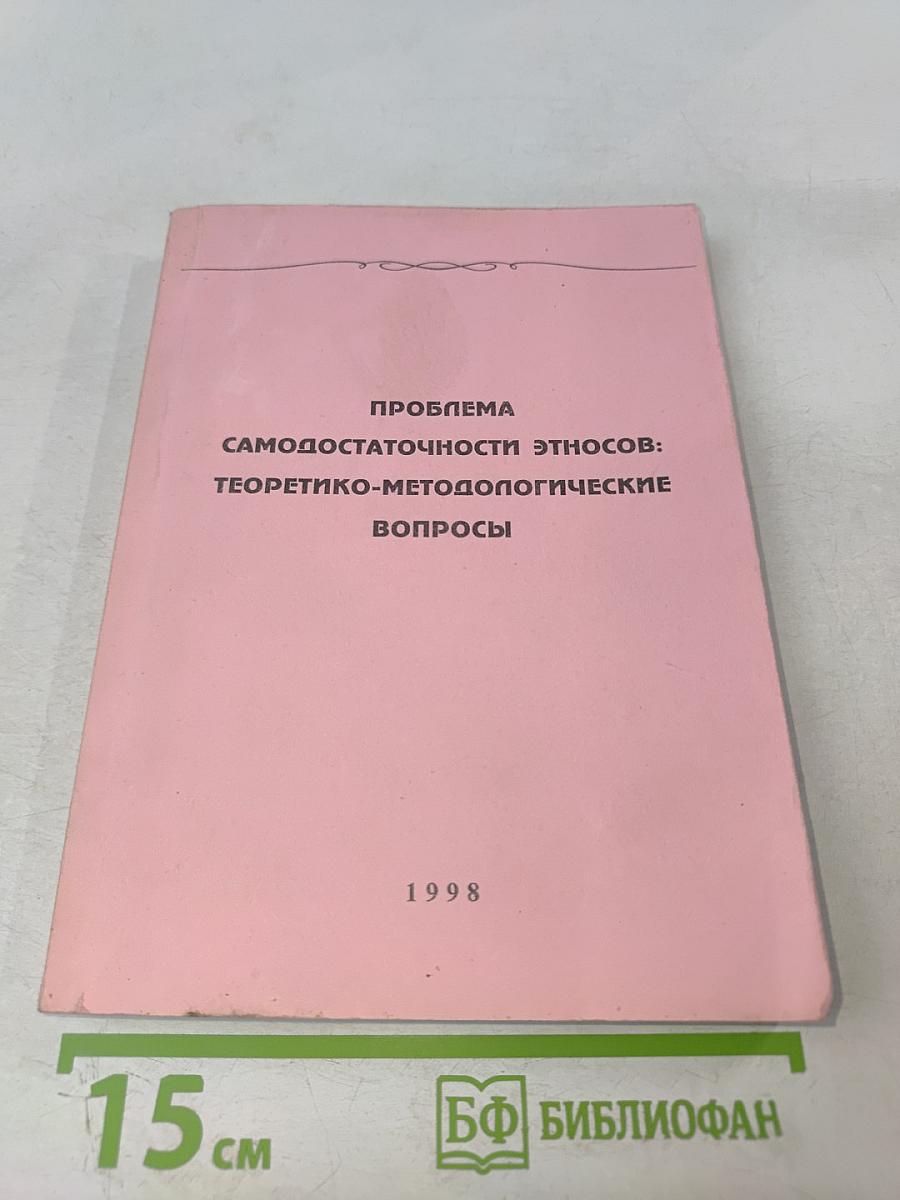 ПРОБЛЕМА
САМОДОСТАТОЧНОСТИ ЭТНОСОВ:
ТЕОРЕТИКО-МЕТОДОЛОГИЧЕСКИЕ
ВОПРОСЫ
1998
15 см
БФ БИБЛИОФАН